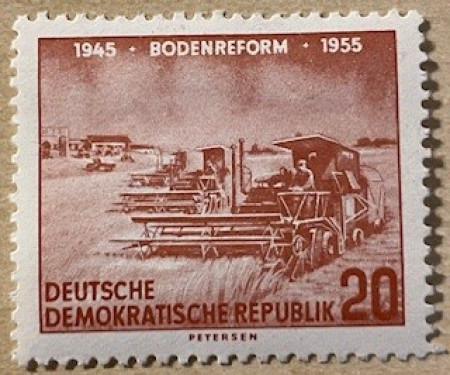 1945 · BODENREFORM · 1955
DEUTSCHE
DEMOKRATISCHE REPUBLIK 20
PETERSEN